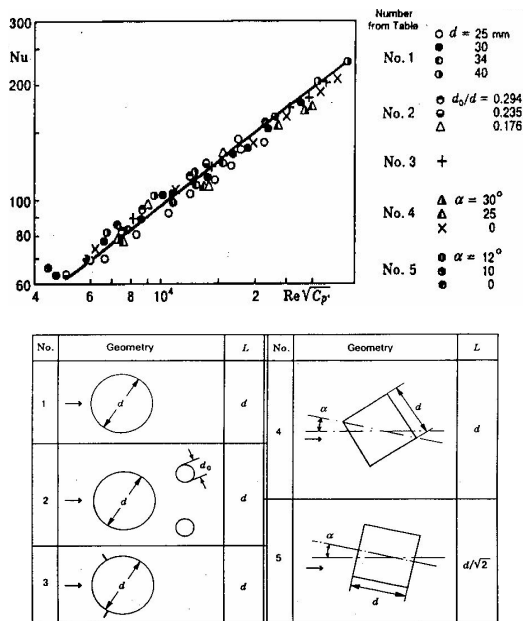 300
Nu
200
100
80
60
4
6
8
10⁴
2
Re√Cp'
Number
from Table
No. 1
d = 25 mm
30
34
40
No. 2
d₀/d = 0.294
0.235
0.176
No. 3
No. 4
α = 30°
25
0
No. 5
α = 12°
10
0
No. Geometry L
1 d d
2 d d₀ d
3 d d
No. Geometry L
4 α d d
5 α d d/√2